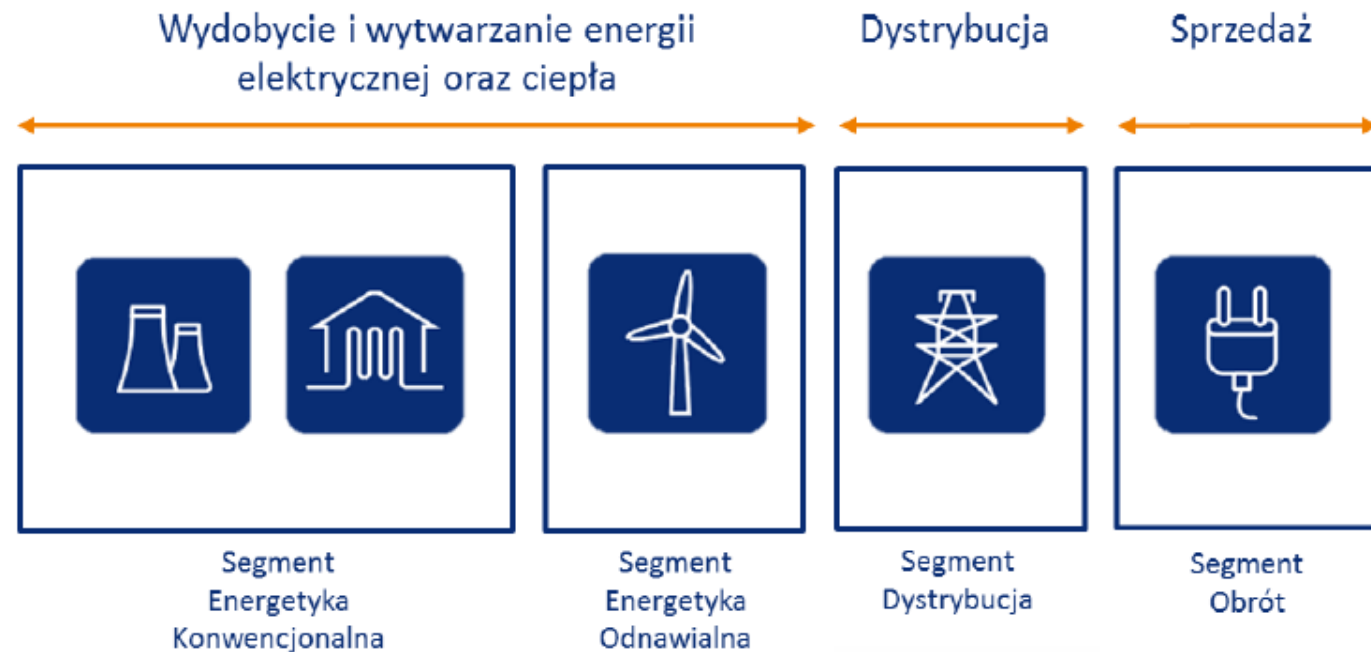 Wydobycie i wytwarzanie energii
elektrycznej oraz ciepła
Dystrybucja
Sprzedaż
Segment
Energetyka
Konwencjonalna
Segment
Energetyka
Odnawialna
Segment
Dystrybucja
Segment
Obrót